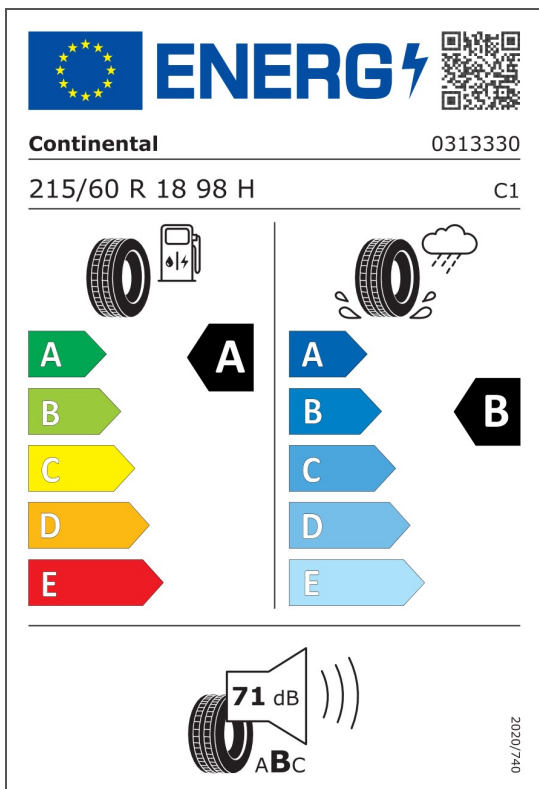 ENERG
Continental 0313330
215/60 R 18 98 H C1
A A
B
C
D
E
A
B B
C
D
E
71 dB
ABC
2020/740